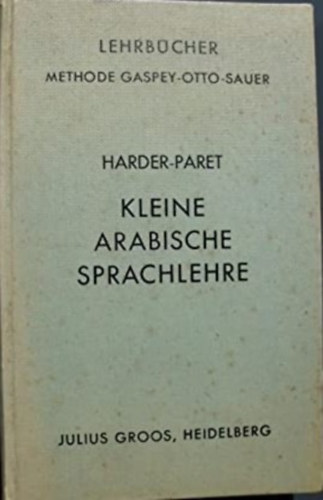 LEHRBÜCHER
METHODE GASPEY-OTTO-SAUER
HARDER-PARET
KLEINE
ARABISCHE
SPRACHLEHRE
JULIUS GROOS, HEIDELBERG